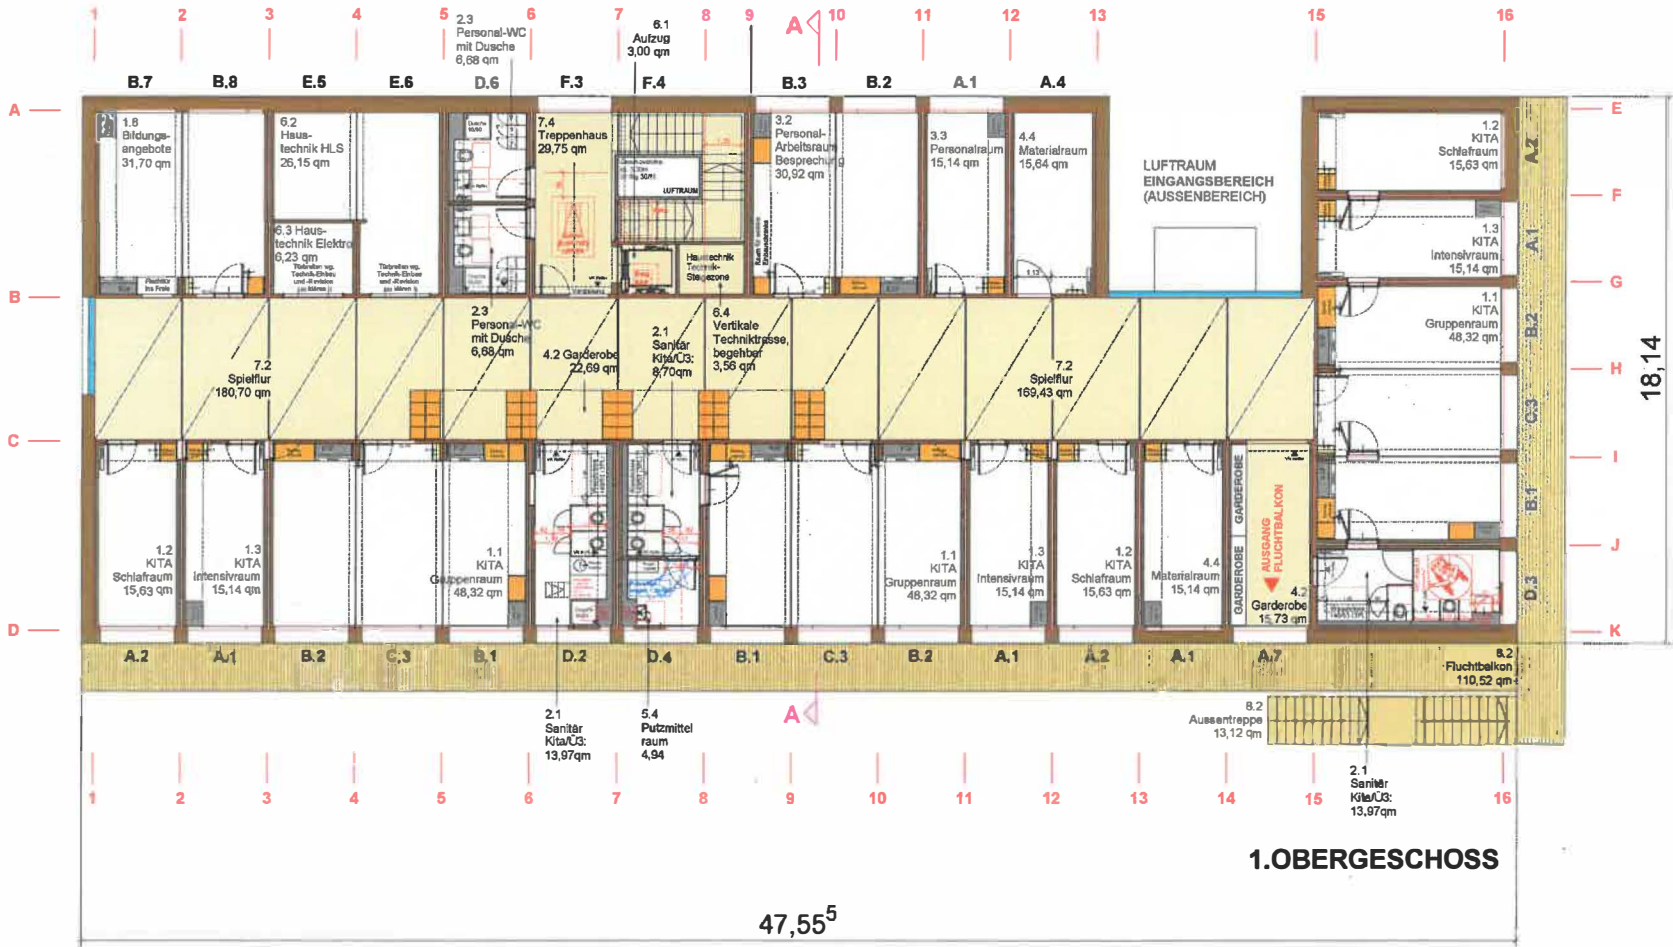 1 2 3 4 5 6 7 8 9 A 10 11 12 13 15 16
2.3
Personal-WC
mit Dusche
6,68 qm
6.1
Aufzug
3,00 qm
B.7 B.8 E.5 E.6 D.6 F.3 F.4 B.3 B.2 A.1 A.4
A
E
1.8
Bildungs-
angebote
31,70 qm
6.2
Haus-
technik HLS
26,15 qm
Dusche
7.4
Treppenhaus
29,75 qm
LUFTRAUM
3.2
Personal-
Arbeitsraum
Besprechung
30,92 qm
3.3
Personalraum
15,14 qm
4.4
Materialraum
15,64 qm
LUFTRAUM
EINGANGSBEREICH
(AUSSENBEREICH)
1.2
KITA
Schlafraum
15,63 qm
A.2
F
6.3 Haus-
technik Elektro
6,23 qm
Haustechnik
Technik-
Steigezone
1.3
KITA
Intensivraum
15,14 qm
A.1
G
B
1.1
KITA
Gruppenraum
48,32 qm
B.2
2.3
Personal-WC
mit Dusche
6,68 qm
4.2 Garderobe
22,69 qm
2.1
Sanitär
Kita/Ü3:
8,70qm
6.4
Vertikale
Techniktrasse,
begehbar
3,56 qm
7.2
Spielflur
180,70 qm
7.2
Spielflur
169,43 qm
H
18,14
C.3
C
I
B.1
J
1.2
KITA
Schlafraum
15,63 qm
1.3
KITA
Intensivraum
15,14 qm
1.1
KITA
Gruppenraum
48,32 qm
1.1
KITA
Gruppenraum
48,32 qm
1.3
KITA
Intensivraum
15,14 qm
1.2
KITA
Schlafraum
15,63 qm
4.4
Materialraum
15,14 qm
GARDEROBE
GARDEROBE
AUSGANG
FLUCHTBALKON
4.2
Garderobe
15,73 qm
D.3
D
K
A.2 A.1 B.2 C.3 B.1 D.2 D.4 B.1 C.3 B.2 A.1 A.2 A.1 A.7
8.2
Fluchtbalkon
110,52 qm
2.1
Sanitär
Kita/Ü3:
13,97qm
5.4
Putzmittel
raum
4,94
A
8.2
Aussentreppe
13,12 qm
2.1
Sanitär
Kita/Ü3:
13,97qm
1 2 3 4 5 6 7 8 9 10 11 12 13 14 15 16
1.OBERGESCHOSS
47,55⁵